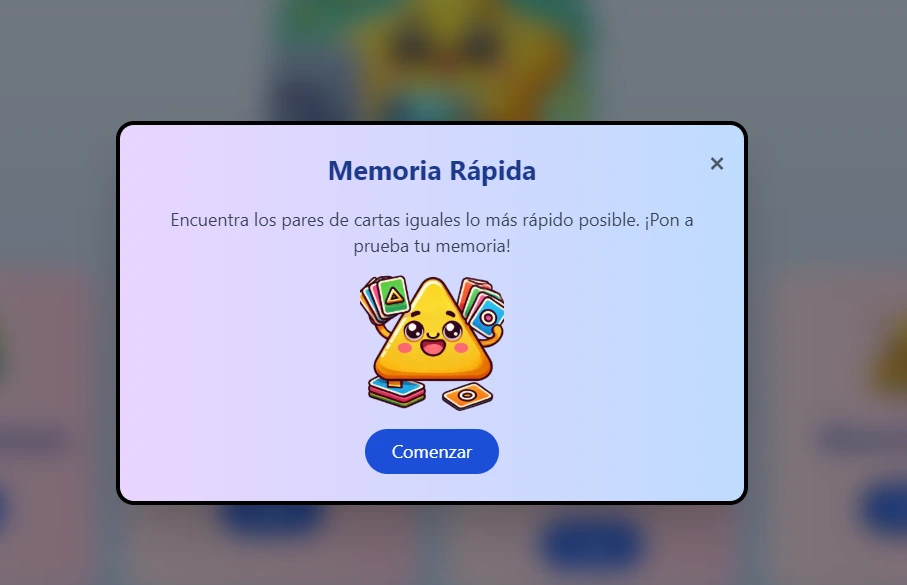 Memoria Rápida
×
Encuentra los pares de cartas iguales lo más rápido posible. ¡Pon a
prueba tu memoria!
Comenzar